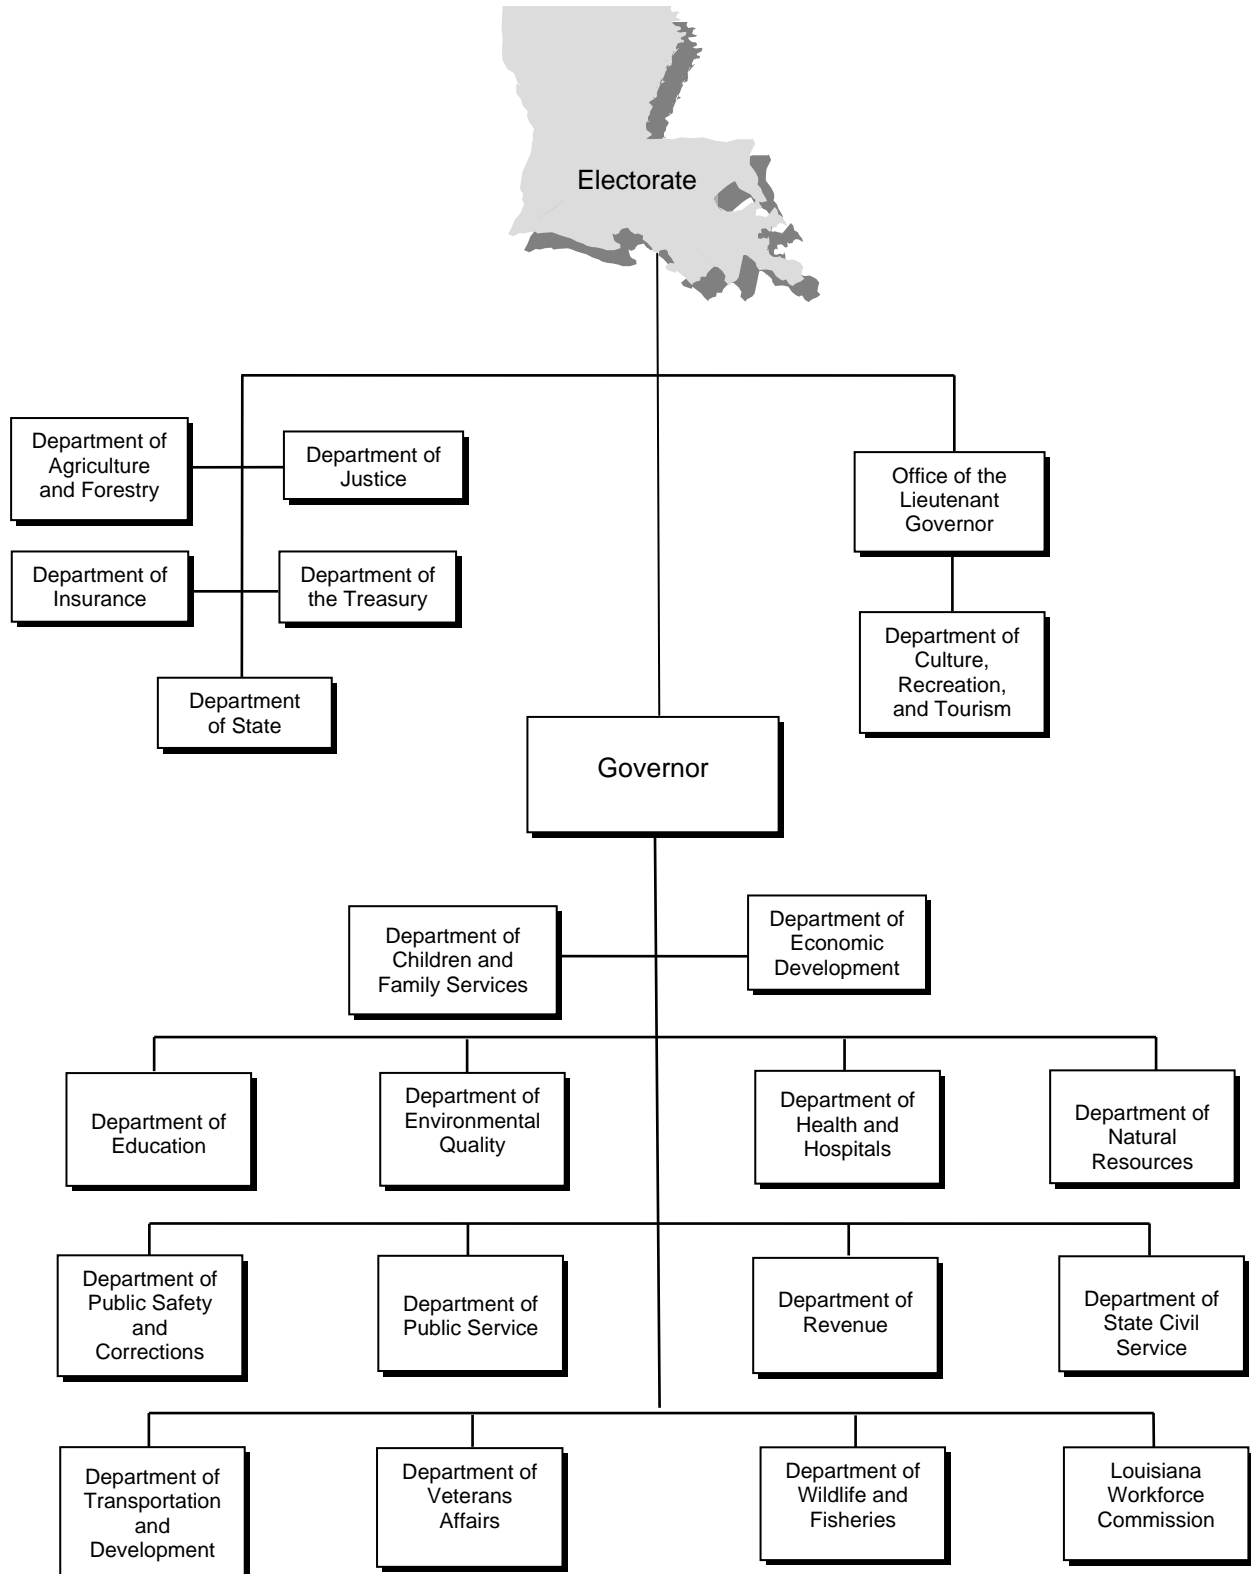 Electorate
Department of
Agriculture
and Forestry
Department of
Justice
Office of the
Lieutenant
Governor
Department of
Insurance
Department of
the Treasury
Department of
Culture,
Recreation,
and Tourism
Department
of State
Governor
Department of
Children and
Family Services
Department of
Economic
Development
Department of
Education
Department of
Environmental
Quality
Department of
Health and
Hospitals
Department of
Natural
Resources
Department of
Public Safety
and
Corrections
Department of
Public Service
Department of
Revenue
Department of
State Civil
Service
Department of
Transportation
and
Development
Department of
Veterans
Affairs
Department of
Wildlife and
Fisheries
Louisiana
Workforce
Commission